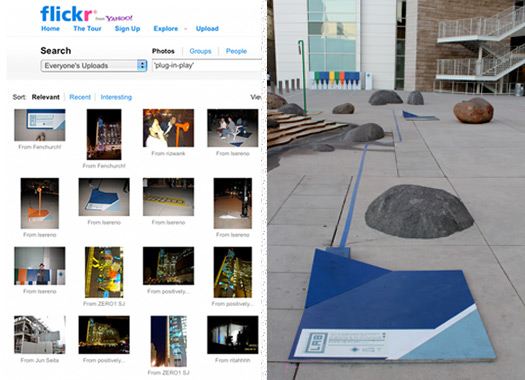 flickr from YAHOO!
Home The Tour Sign Up Explore Upload
Search
Photos Groups People
Everyone's Uploads
'plug-in-play'
Sort: Relevant Recent Interesting
From Fenchurch!
From Fenchurch!
From rizwank
From lsereno
From lsereno
From lsereno
From lsereno
From lsereno
From lsereno
From ZERO1 SJ
From positively...
From positively...
From Jun Seita
From positively...
From ZERO1 SJ
From ntahhhh
LAB